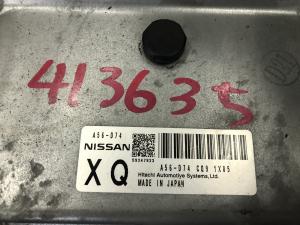 413635
A56-D74
NISSAN
XQ
A56-D74 CQ9 1X05
Hitachi Automotive Systems, Ltd.
MADE IN JAPAN